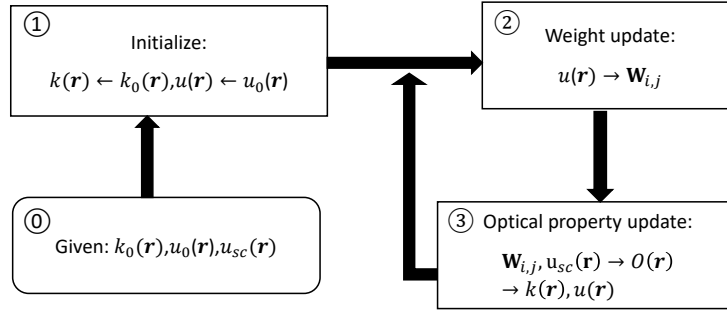 ①
Initialize:
k(r) ← k₀(r),u(r) ← u₀(r)
②
Weight update:
u(r) → W_{i,j}
⓪
Given: k₀(r),u₀(r),u_{sc}(r)
③ Optical property update:
W_{i,j}, u_{sc}(r) → O(r)
→ k(r), u(r)